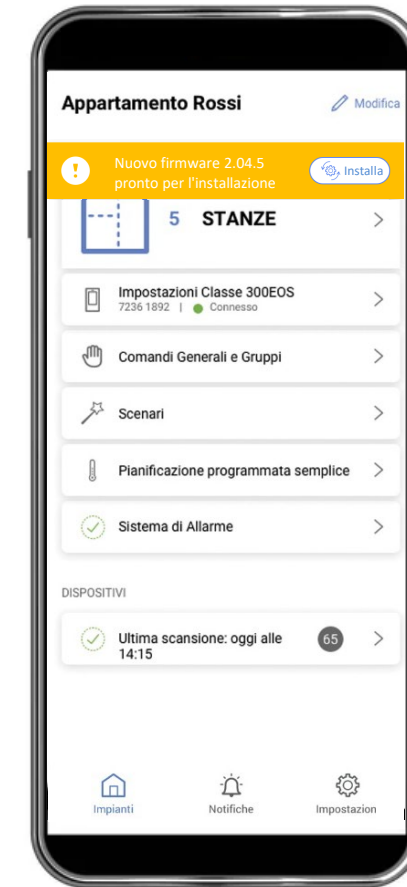 Appartamento Rossi
Modifica
Nuovo firmware 2.04.5
pronto per l'installazione
Installa
5 STANZE
Impostazioni Classe 300EOS
7236 1892 | Connesso
Comandi Generali e Gruppi
Scenari
Pianificazione programmata semplice
Sistema di Allarme
DISPOSITIVI
Ultima scansione: oggi alle
14:15
65
Impianti
Notifiche
Impostazion